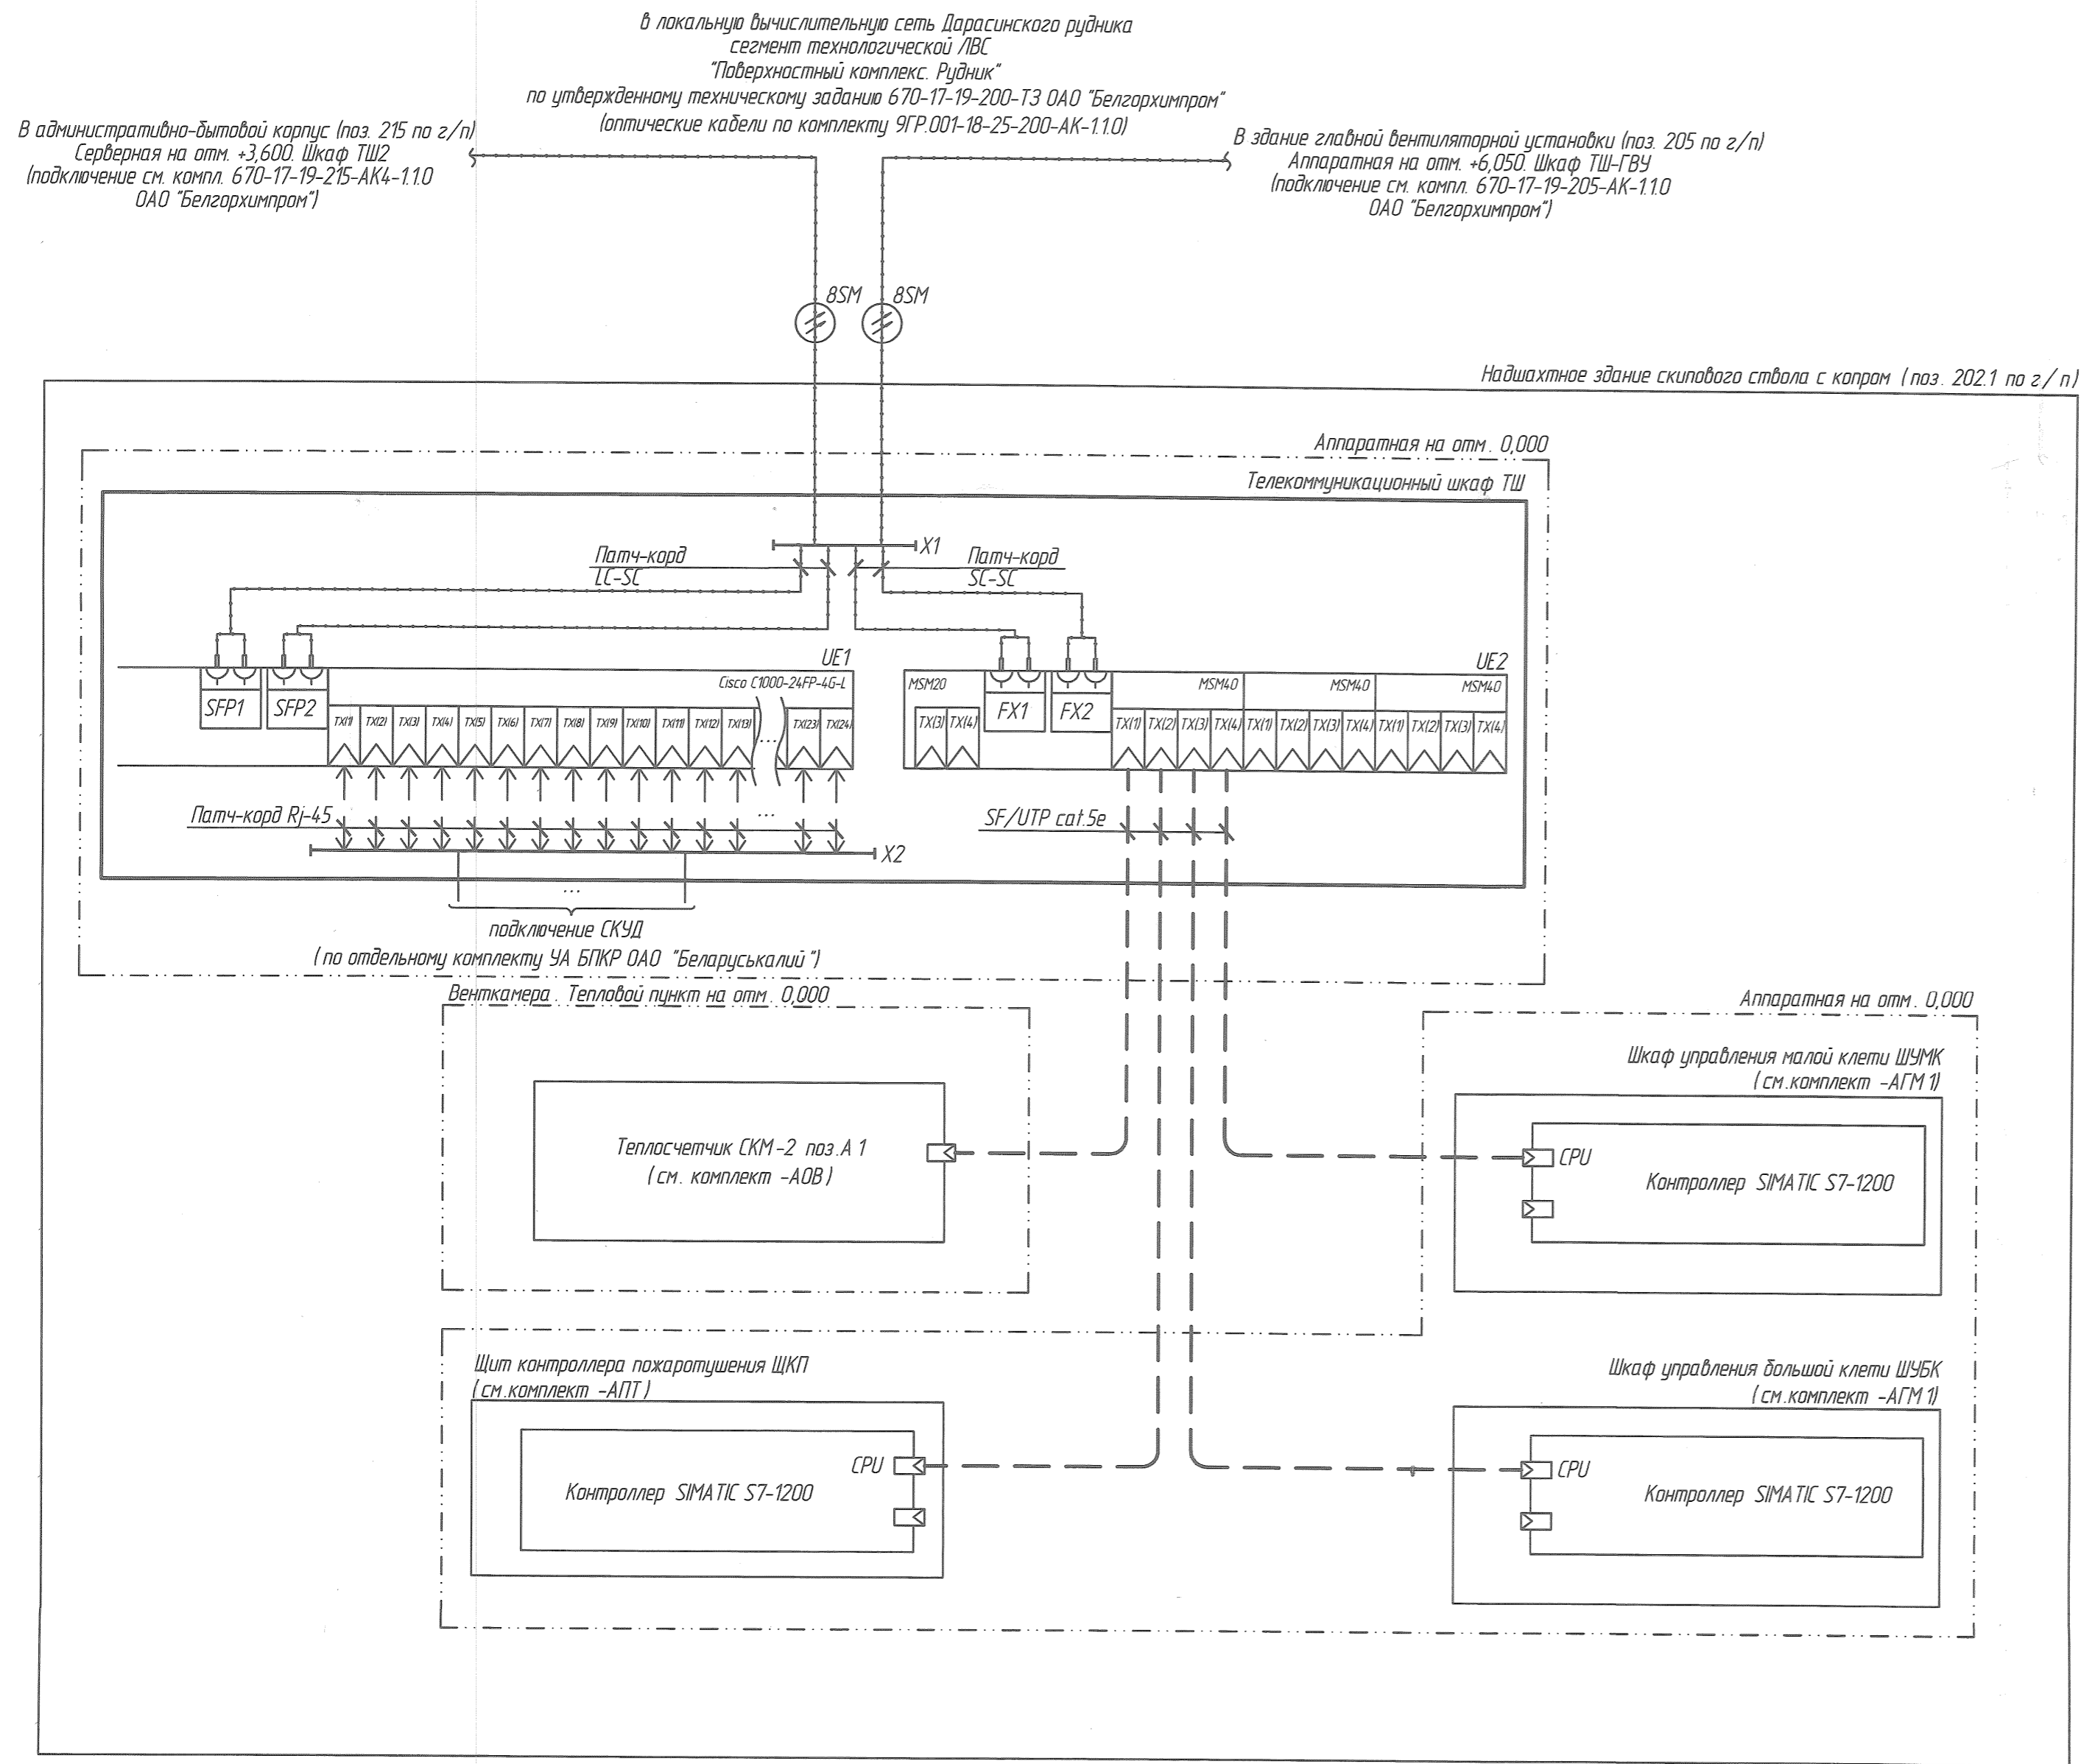 в локальную вычислительную сеть Дарасинского рудника
сегмент технологической ЛВС
"Поверхностный комплекс. Рудник"
по утвержденному техническому заданию 670-17-19-200-ТЗ ОАО "Белгорхимпром"
(оптические кабели по комплекту 9ГР.001-18-25-200-АК-1.1.0)
В административно-бытовой корпус (поз. 215 по г/п)
Серверная на отм. +3,600. Шкаф ТШ2
(подключение см. компл. 670-17-19-215-АК4-1.1.0
ОАО "Белгорхимпром")
В здание главной вентиляторной установки (поз. 205 по г/п)
Аппаратная на отм. +6,050. Шкаф ТШ-ГВУ
(подключение см. компл. 670-17-19-205-АК-1.1.0
ОАО "Белгорхимпром")
8SM 8SM
Надшахтное здание скипового ствола с копром (поз. 202.1 по г/п)
Аппаратная на отм. 0,000
Телекоммуникационный шкаф ТШ
X1
Патч-корд
LC-SC
Патч-корд
SC-SC
UE1
Cisco C1000-24FP-4G-L
SFP1 SFP2
TX(1) TX(2) TX(3) TX(4) TX(5) TX(6) TX(7) TX(8) TX(9) TX(10) TX(11) TX(12) TX(13) ... TX(23) TX(24)
UE2
MSM20 MSM40 MSM40 MSM40
FX1 FX2
TX(3) TX(4) TX(1) TX(2) TX(3) TX(4) TX(1) TX(2) TX(3) TX(4) TX(1) TX(2) TX(3) TX(4)
Патч-корд Rj-45
...
SF/UTP cat.5e
X2
...
подключение СКУД
(по отдельному комплекту УА БПКР ОАО "Беларуськалий")
Венткамера. Тепловой пункт на отм. 0,000
Теплосчетчик СКМ-2 поз.А1
(см. комплект -АОВ)
Аппаратная на отм. 0,000
Шкаф управления малой клети ШУМК
(см.комплект -АГМ1)
CPU
Контроллер SIMATIC S7-1200
Щит контроллера пожаротушения ЩКП
(см.комплект -АПТ)
CPU
Контроллер SIMATIC S7-1200
Шкаф управления большой клети ШУБК
(см.комплект -АГМ1)
CPU
Контроллер SIMATIC S7-1200